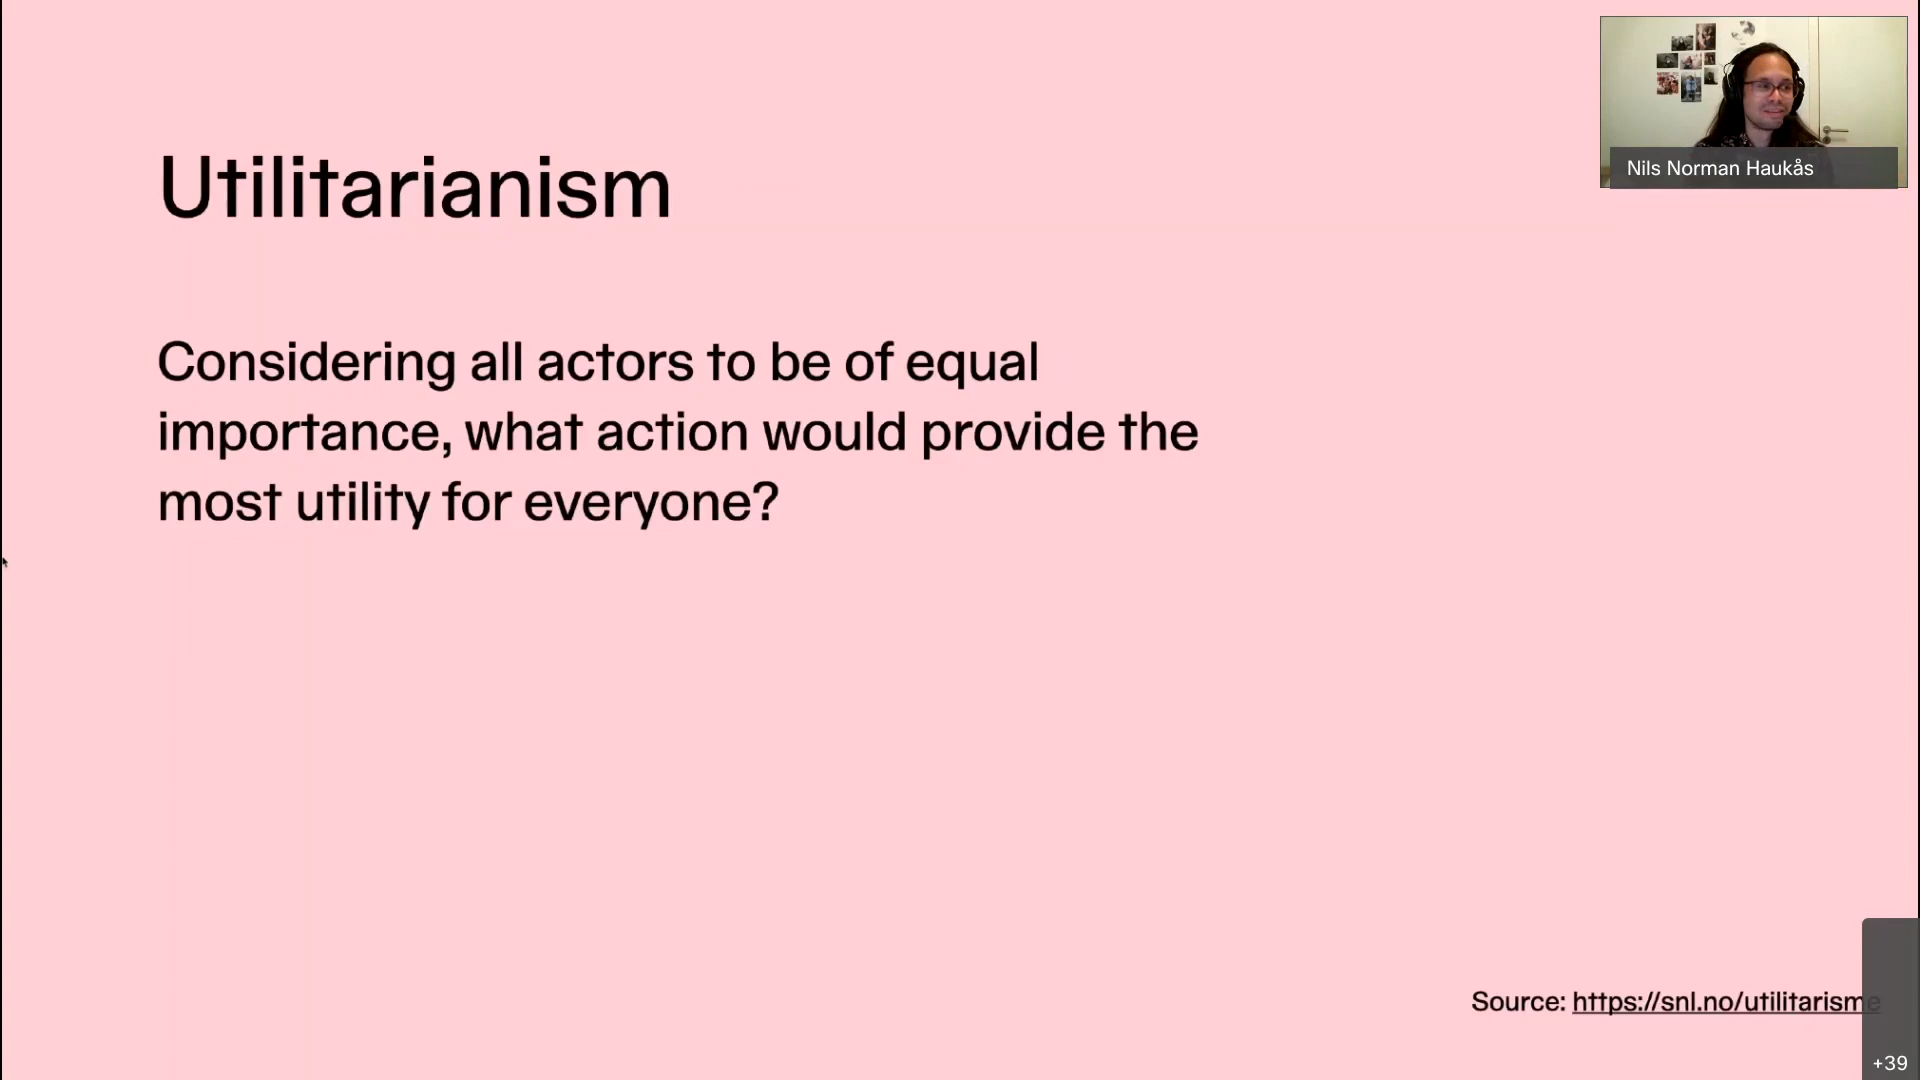 Utilitarianism
Considering all actors to be of equal
importance, what action would provide the
most utility for everyone?
Nils Norman Haukås
Source: https://snl.no/utilitarisme
+39